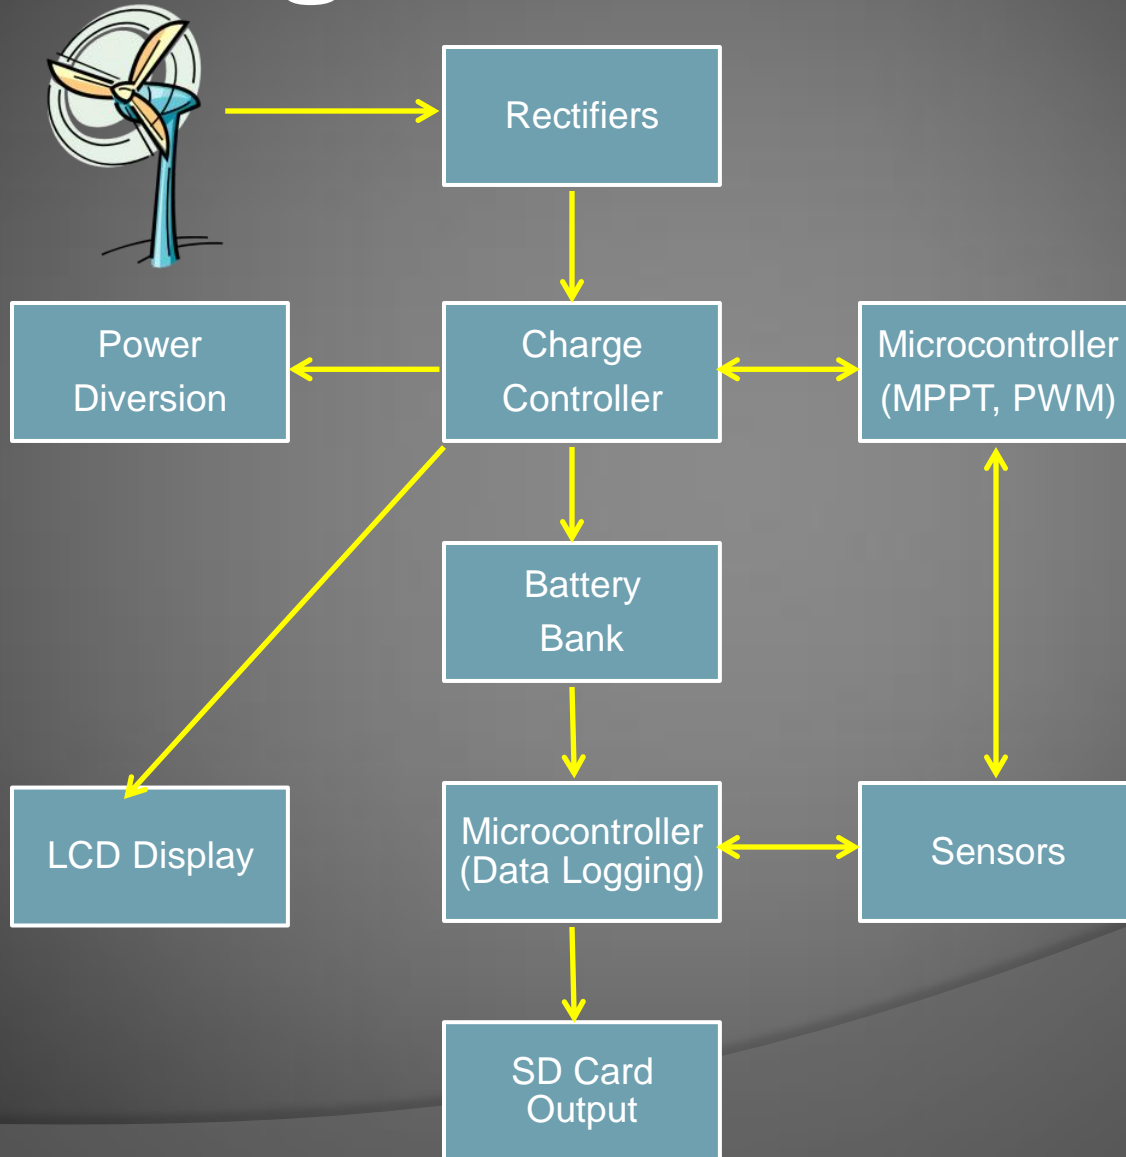 Rectifiers
Power
Diversion
Charge
Controller
Microcontroller
(MPPT, PWM)
Battery
Bank
LCD Display
Microcontroller
(Data Logging)
Sensors
SD Card
Output